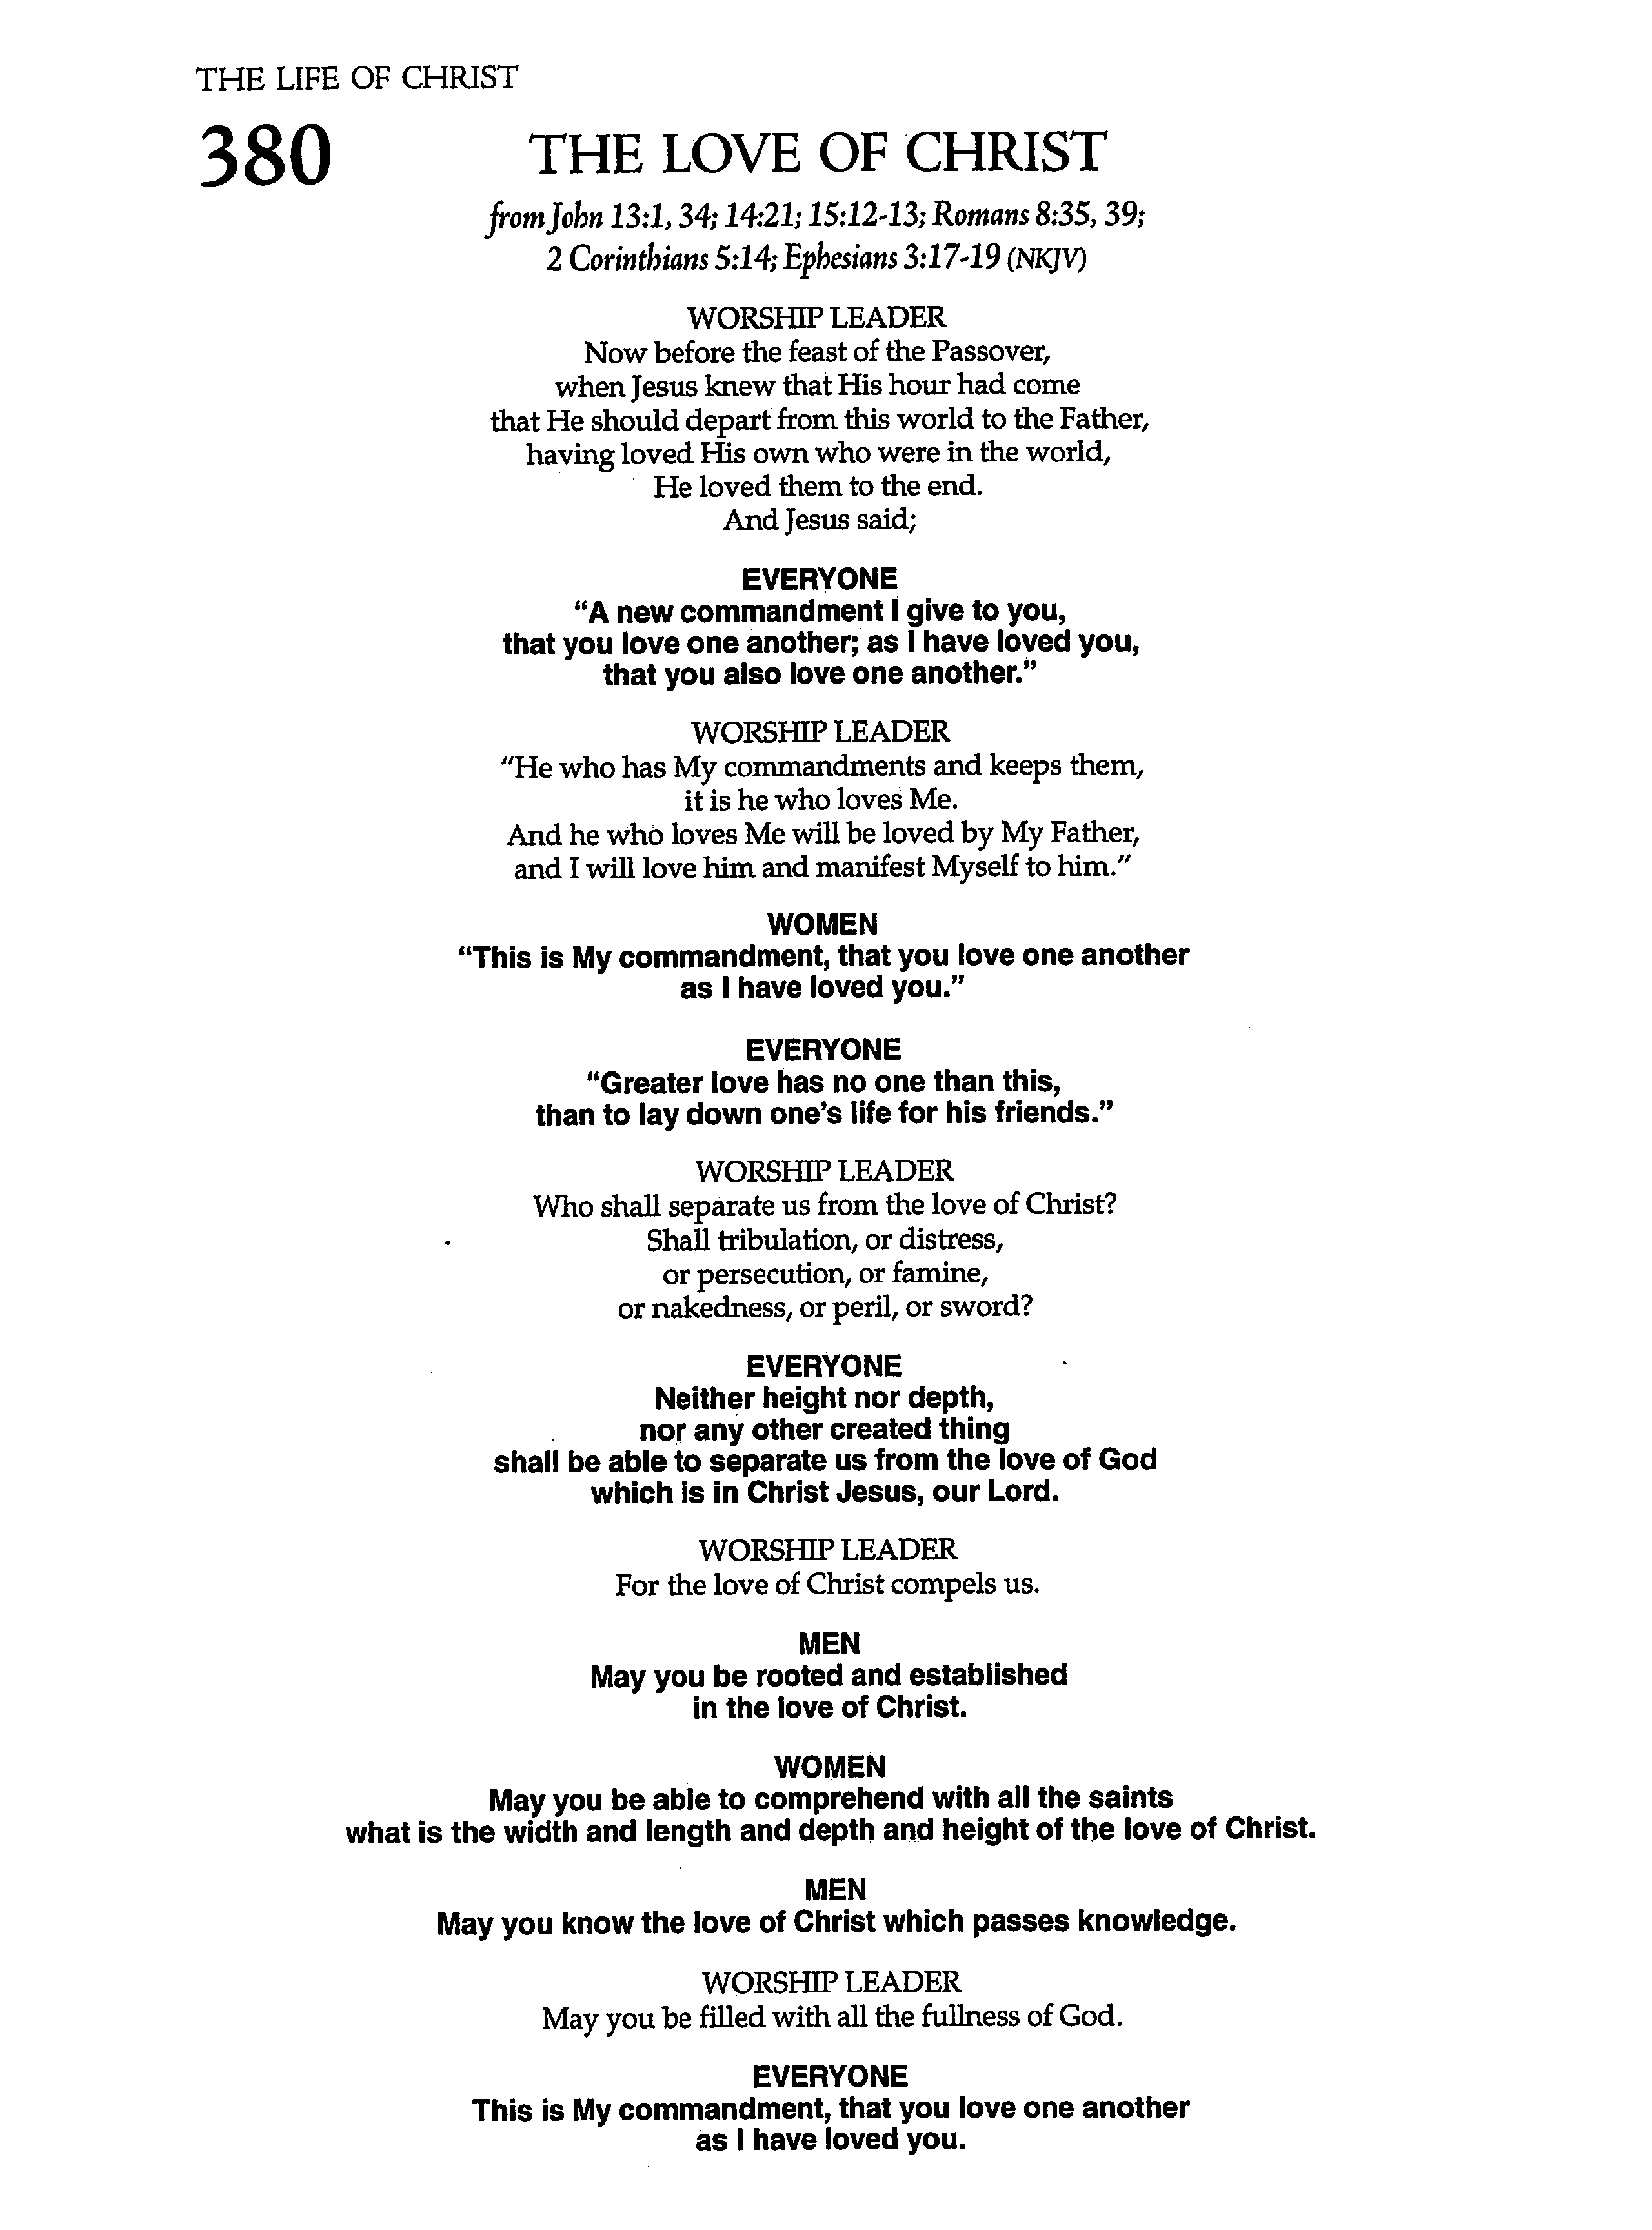 THE LIFE OF CHRIST
380
THE LOVE OF CHRIST
from John 13:1, 34; 14:21; 15:12-13; Romans 8:35, 39;
2 Corinthians 5:14; Ephesians 3:17-19 (NKJV)
WORSHIP LEADER
Now before the feast of the Passover,
when Jesus knew that His hour had come
that He should depart from this world to the Father,
having loved His own who were in the world,
He loved them to the end.
And Jesus said;
EVERYONE
“A new commandment I give to you,
that you love one another; as I have loved you,
that you also love one another.”
WORSHIP LEADER
“He who has My commandments and keeps them,
it is he who loves Me.
And he who loves Me will be loved by My Father,
and I will love him and manifest Myself to him.”
WOMEN
“This is My commandment, that you love one another
as I have loved you.”
EVERYONE
“Greater love has no one than this,
than to lay down one’s life for his friends.”
WORSHIP LEADER
Who shall separate us from the love of Christ?
Shall tribulation, or distress,
or persecution, or famine,
or nakedness, or peril, or sword?
EVERYONE
Neither height nor depth,
nor any other created thing
shall be able to separate us from the love of God
which is in Christ Jesus, our Lord.
WORSHIP LEADER
For the love of Christ compels us.
MEN
May you be rooted and established
in the love of Christ.
WOMEN
May you be able to comprehend with all the saints
what is the width and length and depth and height of the love of Christ.
MEN
May you know the love of Christ which passes knowledge.
WORSHIP LEADER
May you be filled with all the fullness of God.
EVERYONE
This is My commandment, that you love one another
as I have loved you.